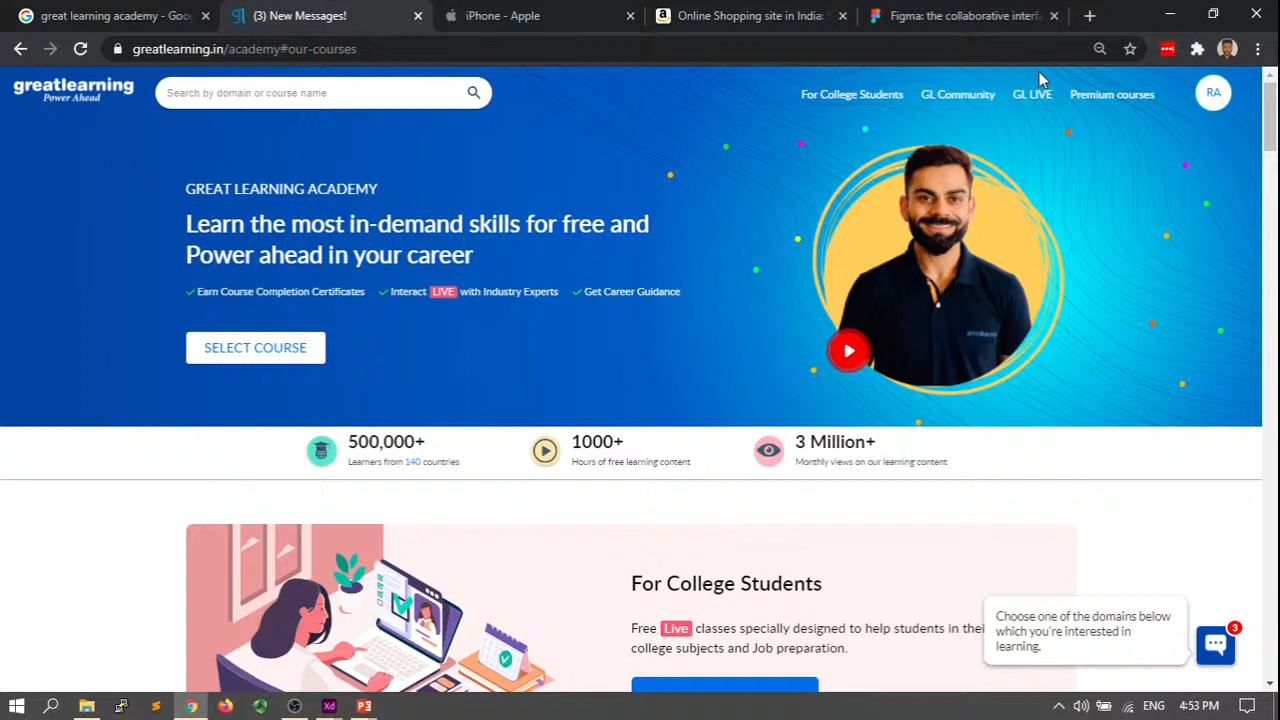 great learning academy - Goo
(3) New Messages!
iPhone - Apple
Online Shopping site in India: S
Figma: the collaborative interf
greatlearning.in/academy#our-courses
greatlearning
Power Ahead
Search by domain or course name
For College Students
GL Community
GL LIVE
Premium courses
RA
GREAT LEARNING ACADEMY
Learn the most in-demand skills for free and
Power ahead in your career
Earn Course Completion Certificates
Interact LIVE with Industry Experts
Get Career Guidance
SELECT COURSE
greatlearning
500,000+
Learners from 140 countries
1000+
Hours of free learning content
3 Million+
Monthly views on our learning content
For College Students
Free Live classes specially designed to help students in thei
college subjects and Job preparation.
Choose one of the domains below
which you're interested in
learning.
3
Xd
ENG
4:53 PM